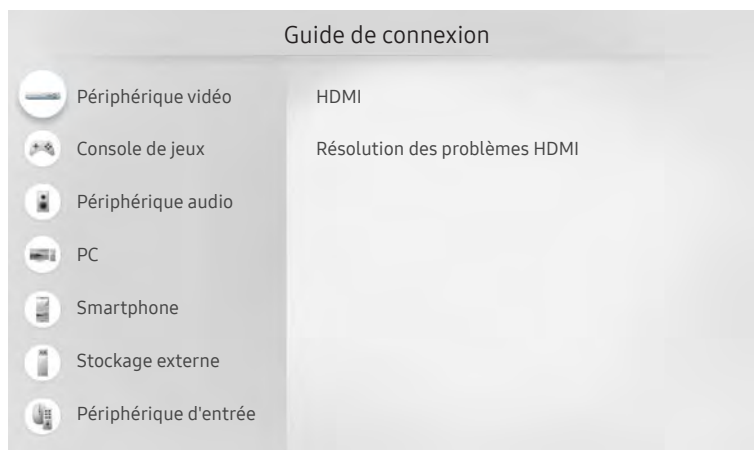 Guide de connexion
Périphérique vidéo
HDMI
Console de jeux
Résolution des problèmes HDMI
Périphérique audio
PC
Smartphone
Stockage externe
Périphérique d'entrée